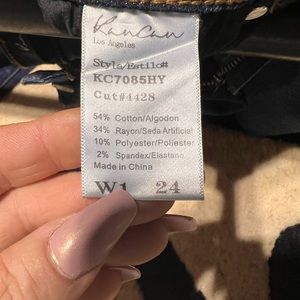 KanCan
Los Angeles
Style/Estilo#
KC7085HY
Cut#4428
54% Cotton/Algodon
34% Rayon/Seda Artificial
10% Polyester/Poliester
2% Spandex/Elastano
Made in China
W1 24